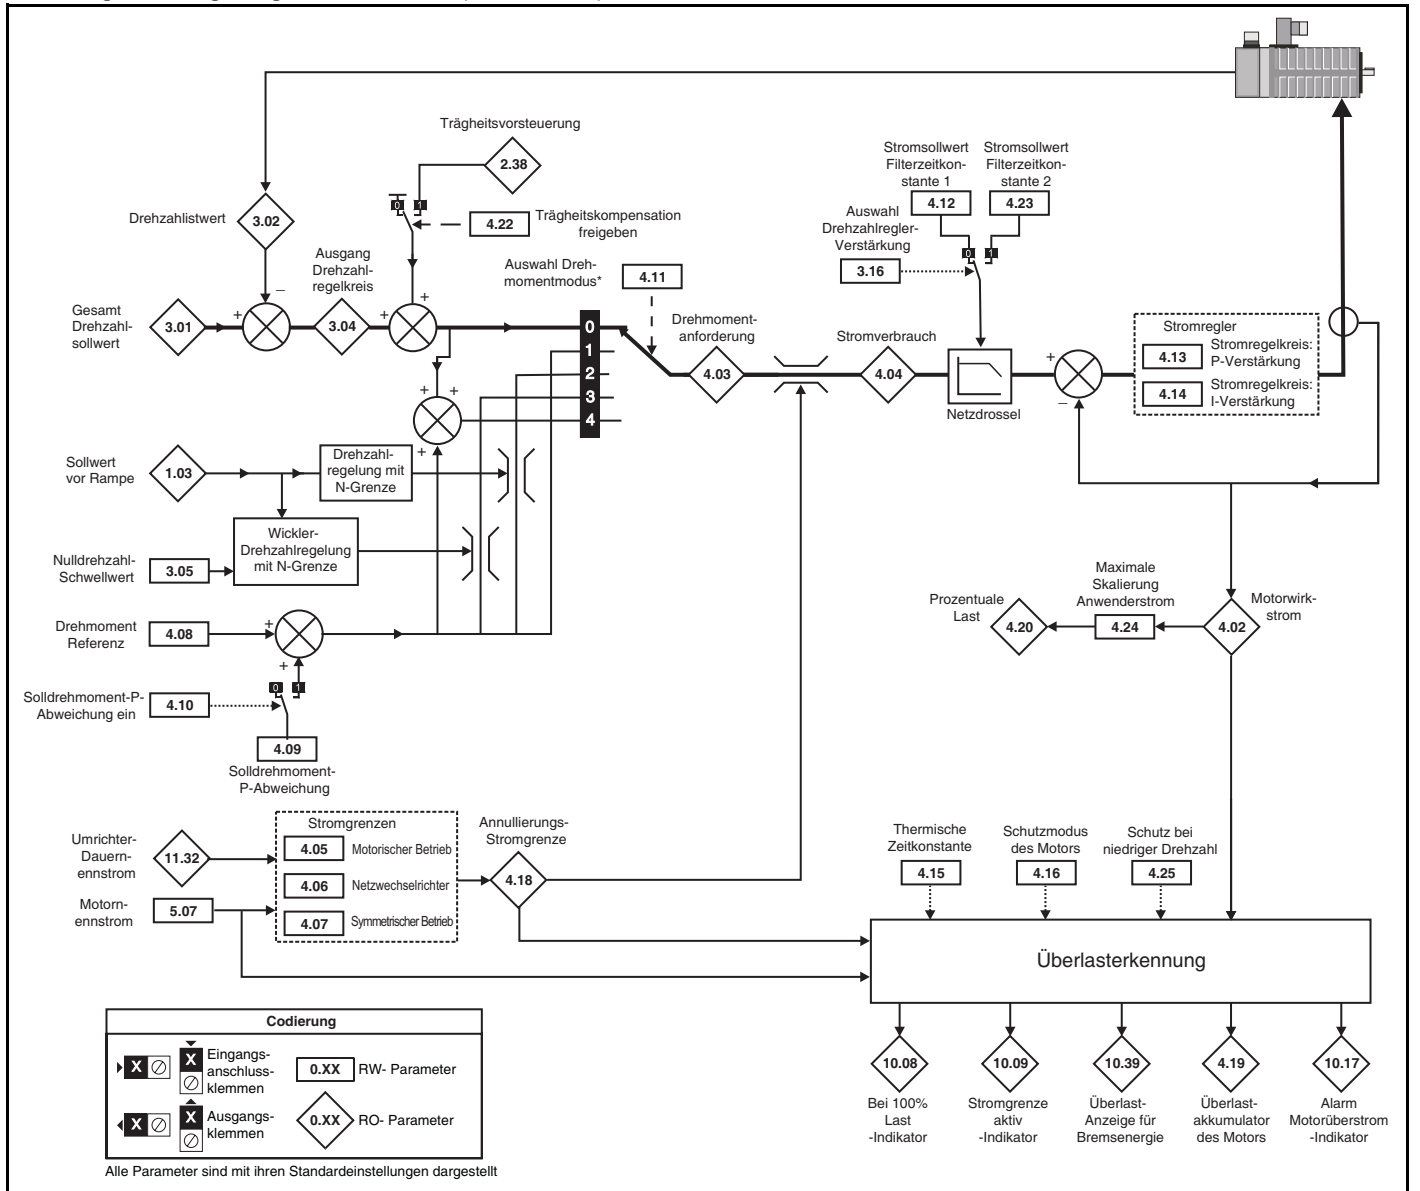 Trägheitsvorsteuerung
2.38
0 1
4.22
Trägheitskompensation
freigeben
Drehzahlistwert
3.02
Ausgang
Drehzahl-
regelkreis
Gesamt
Drehzahl-
sollwert
3.01
+
–
3.04
+
+
Auswahl Dreh-
momentmodus*
4.11
0
1
2
3
4
Drehmoment-
anforderung
4.03
Stromverbrauch
4.04
Auswahl
Drehzahlregler-
Verstärkung
3.16
Stromsollwert
Filterzeitkon-
stante 1
4.12
Stromsollwert
Filterzeitkon-
stante 2
4.23
0 1
Netzdrossel
+
–
Stromregler
4.13
Stromregelkreis:
P-Verstärkung
4.14
Stromregelkreis:
I-Verstärkung
+ +
+
Sollwert
vor Rampe
1.03
Drehzahl-
regelung mit
N-Grenze
Wickler-
Drehzahlregelung
mit N-Grenze
Nulldrehzahl-
Schwellwert
3.05
Drehmoment
Referenz
4.08
+
+
0 1
Solldrehmoment-P-
Abweichung ein
4.10
4.09
Solldrehmoment-
P-Abweichung
Prozentuale
Last
4.20
Maximale
Skalierung
Anwenderstrom
4.24
4.02
Motorwirk-
strom
Umrichter-
Dauern-
ennstrom
11.32
Motorn-
ennstrom
5.07
Stromgrenzen
4.05 Motorischer Betrieb
4.06 Netzwechselrichter
4.07 Symmetrischer Betrieb
Annullierungs-
Stromgrenze
4.18
Thermische
Zeitkonstante
4.15
Schutzmodus
des Motors
4.16
Schutz bei
niedriger Drehzahl
4.25
Überlasterkennung
10.08
Bei 100%
Last
-Indikator
10.09
Stromgrenze
aktiv
-Indikator
10.39
Überlast-
Anzeige für
Bremsenergie
4.19
Überlast-
akkumulator
des Motors
10.17
Alarm
Motorüberstrom
-Indikator
Codierung
X
X
Eingangs-
anschluss-
klemmen
0.XX
RW- Parameter
X
X
Ausgangs-
klemmen
0.XX
RO- Parameter
Alle Parameter sind mit ihren Standardeinstellungen dargestellt